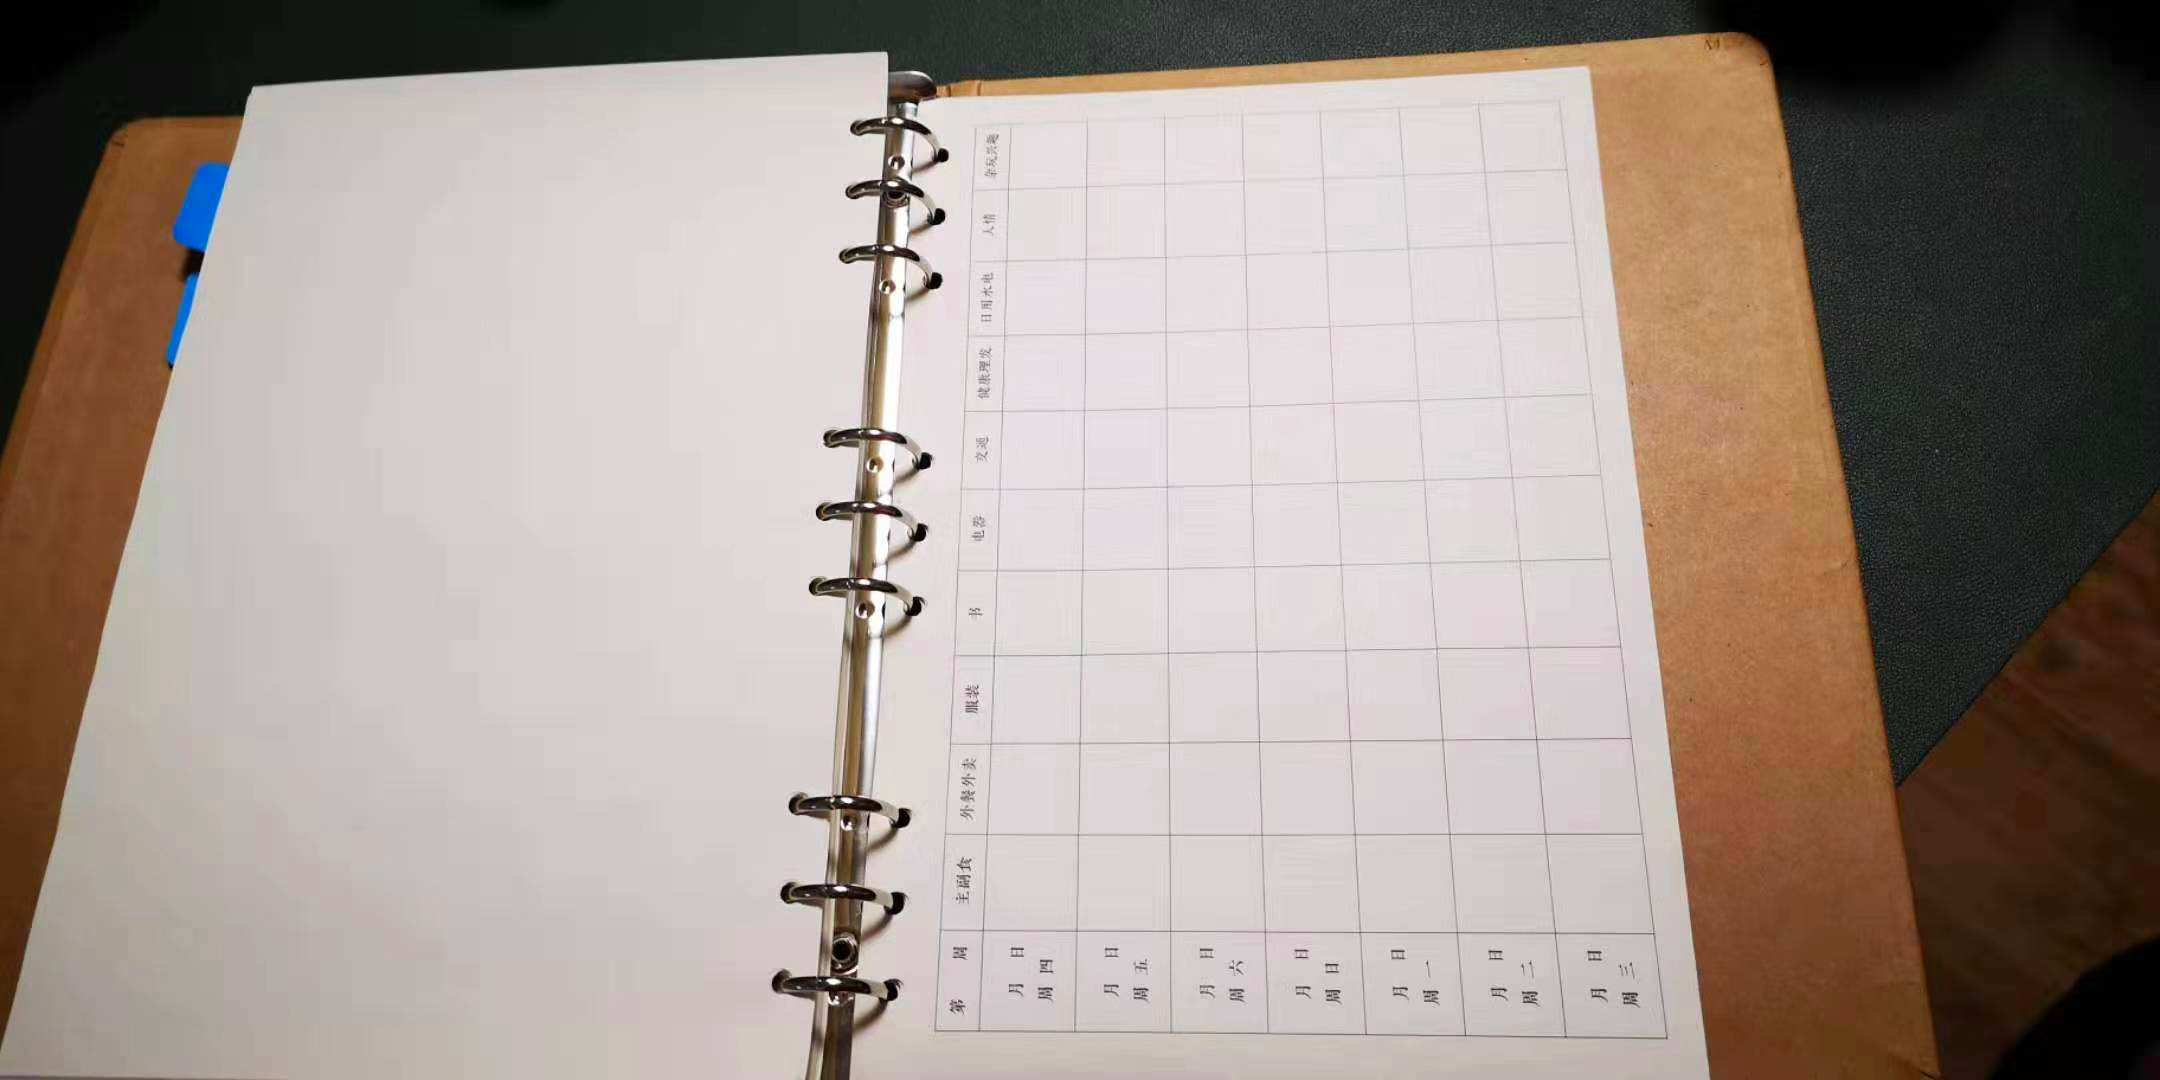 第 周 主副食 外餐外卖 服装 书 电器 交通 健康理发 日用水电 人情 杂玩兴趣
月 日
周四
月 日
周五
月 日
周六
月 日
周日
月 日
周一
月 日
周二
月 日
周三